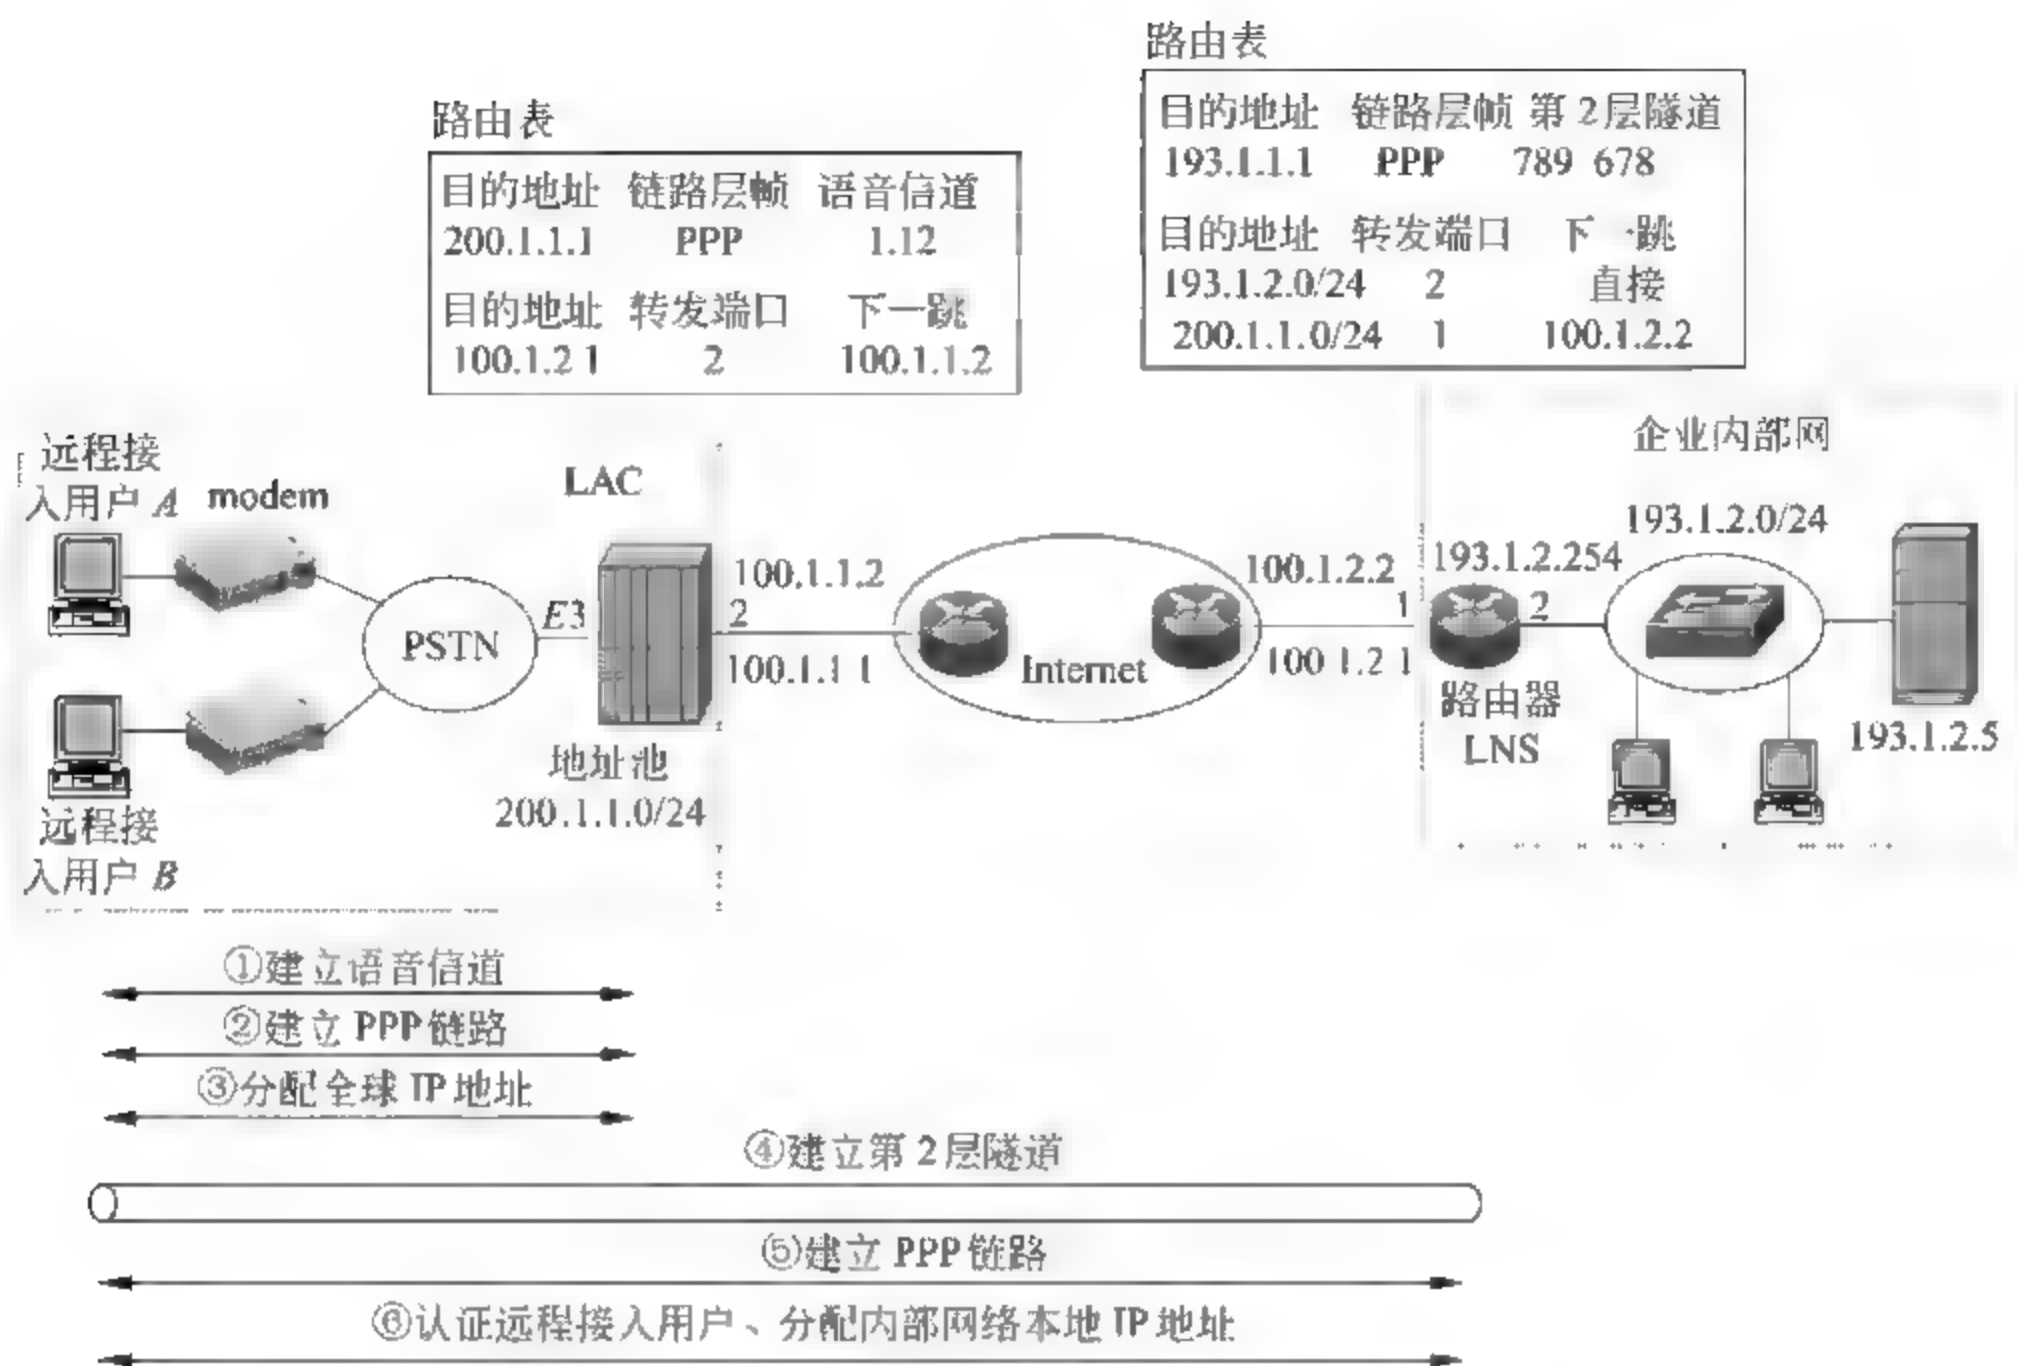 路由表
目的地址 链路层帧 语音信道
200.1.1.1 PPP 1.12
目的地址 转发端口 下一跳
100.1.2 1 2 100.1.1.2
路由表
目的地址 链路层帧 第 2 层隧道
193.1.1.1 PPP 789 678
目的地址 转发端口 下一跳
193.1.2.0/24 2 直接
200.1.1.0/24 1 100.1.2.2
远程接
入用户 A
modem
LAC
PSTN
E3
2
100.1.1.2
100.1.1 1
Internet
100.1.2.2
1
100 1.2 1
193.1.2.254
2
企业内部网
193.1.2.0/24
路由器
LNS
193.1.2.5
地址池
200.1.1.0/24
远程接
入用户 B
①建立语音信道
②建立 PPP 链路
③分配全球 IP 地址
④建立第 2 层隧道
⑤建立 PPP 链路
⑥认证远程接入用户、分配内部网络本地 IP 地址